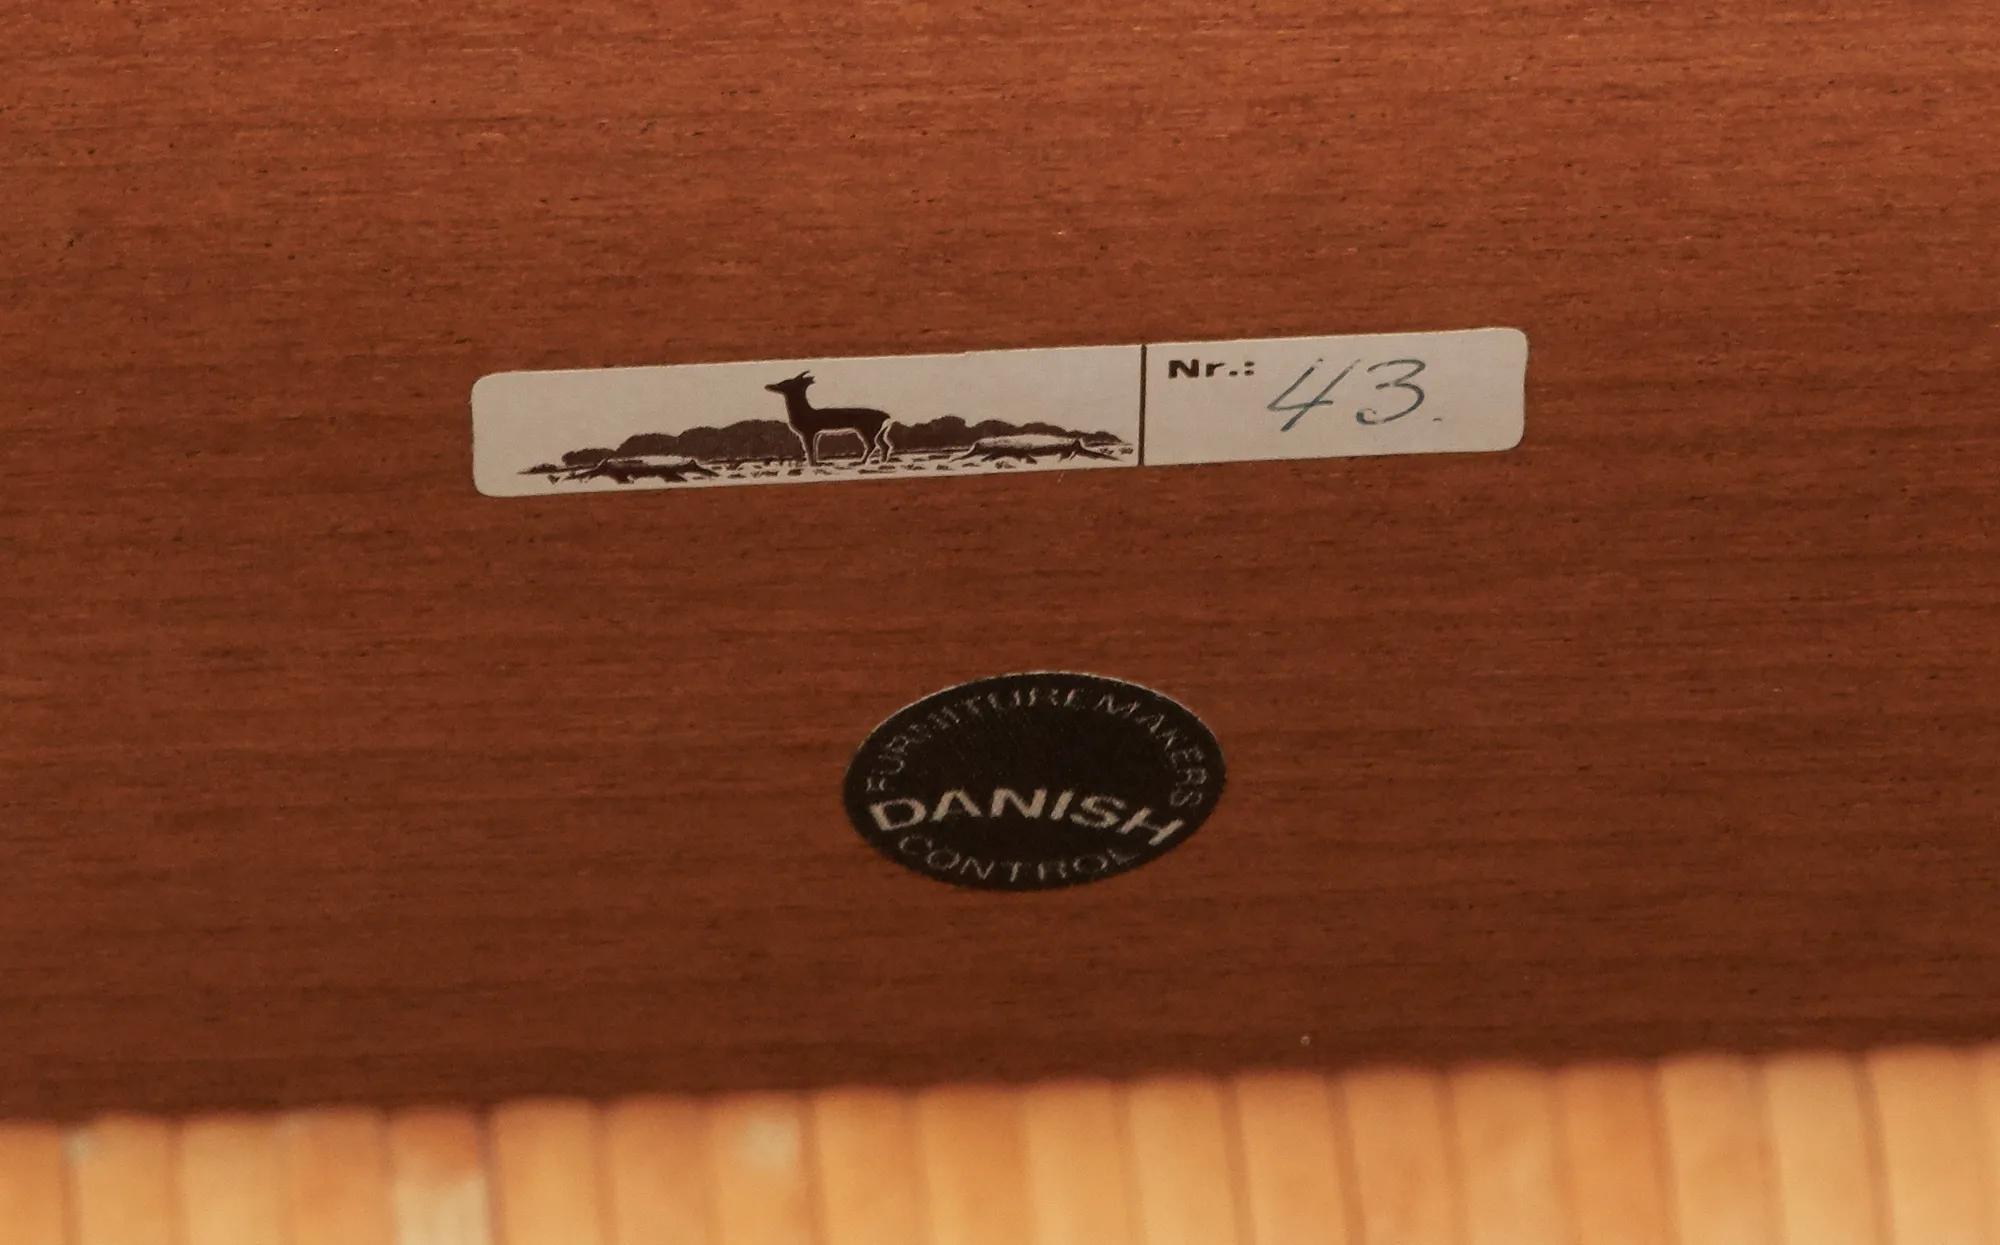 Nr.: 43.
FURNITUREMAKERS
DANISH
CONTROL